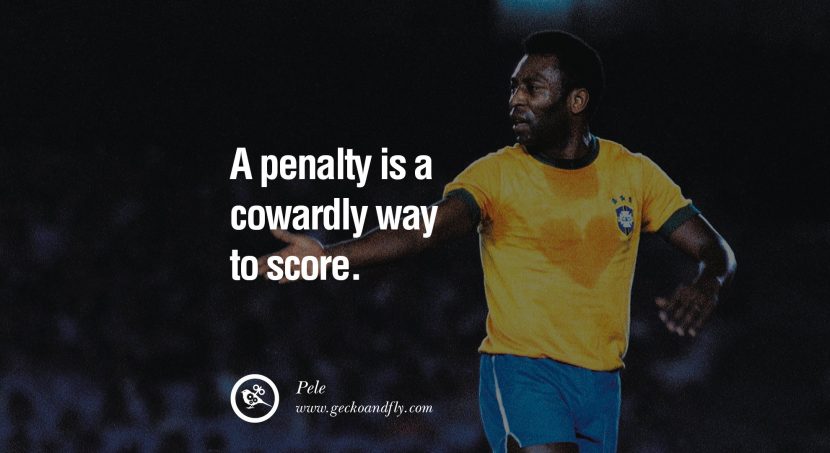 A penalty is a
cowardly way
to score.
Pele
www.geckoandfly.com